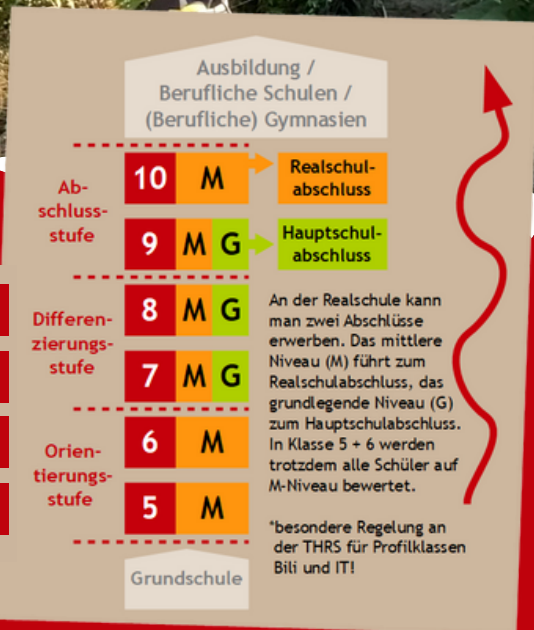 Ausbildung /
Berufliche Schulen /
(Berufliche) Gymnasien
Ab-
schluss-
stufe
10 M
Realschul-
abschluss
9 M G
Hauptschul-
abschluss
Differen-
zierungs-
stufe
8 M G
7 M G
Orien-
tierungs-
stufe
6 M
5 M
An der Realschule kann
man zwei Abschlüsse
erwerben. Das mittlere
Niveau (M) führt zum
Realschulabschluss, das
grundlegende Niveau (G)
zum Hauptschulabschluss.
In Klasse 5 + 6 werden
trotzdem alle Schüler auf
M-Niveau bewertet.
*besondere Regelung an
der THRS für Profilklassen
Bili und IT!
Grundschule